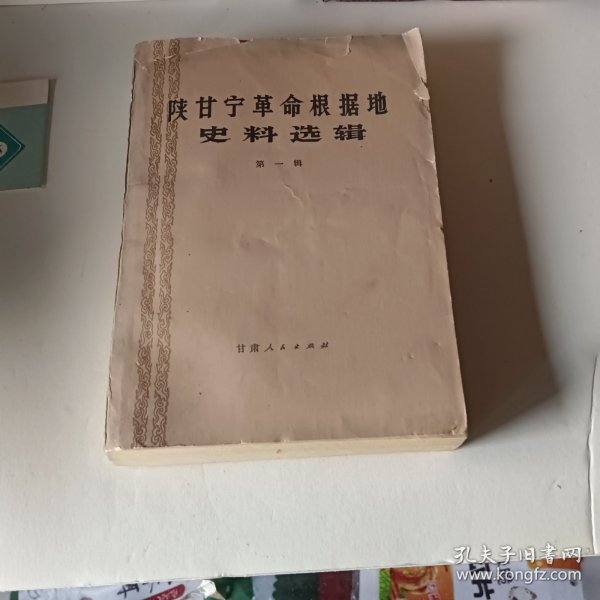 陕甘宁革命根据地
史料选辑
第一辑
甘肃人民出版社
孔夫子旧书网
www.kongfz.com